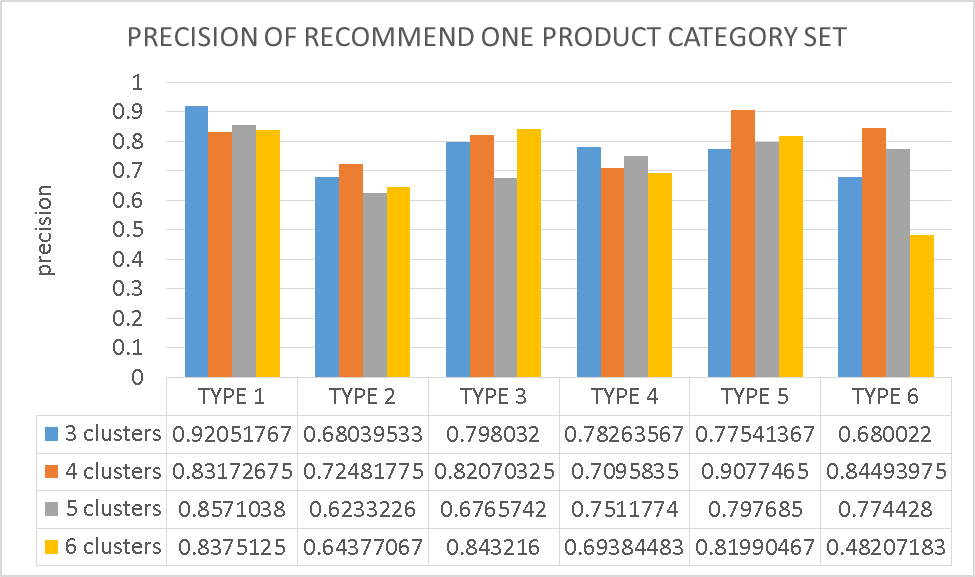 PRECISION OF RECOMMEND ONE PRODUCT CATEGORY SET
precision
1
0.9
0.8
0.7
0.6
0.5
0.4
0.3
0.2
0.1
0
TYPE 1 TYPE 2 TYPE 3 TYPE 4 TYPE 5 TYPE 6
3 clusters 0.92051767 0.68039533 0.798032 0.78263567 0.77541367 0.680022
4 clusters 0.83172675 0.72481775 0.82070325 0.7095835 0.9077465 0.84493975
5 clusters 0.8571038 0.6233226 0.6765742 0.7511774 0.797685 0.774428
6 clusters 0.8375125 0.64377067 0.843216 0.69384483 0.81990467 0.48207183